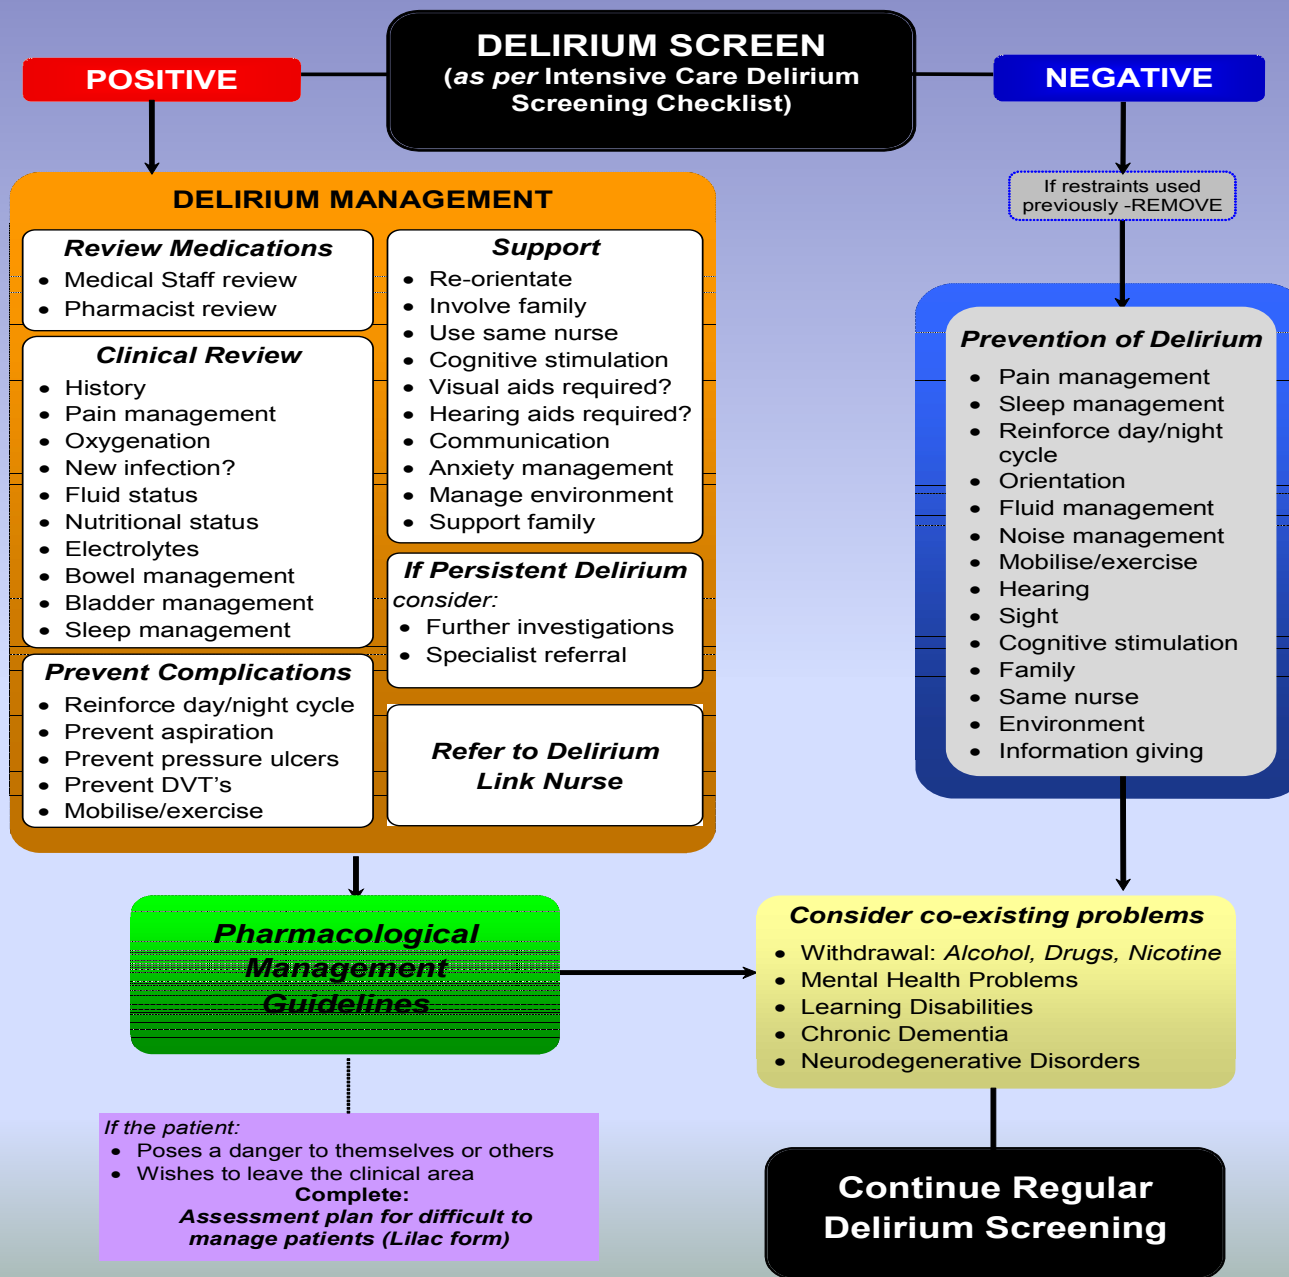 DELIRIUM SCREEN
(as per Intensive Care Delirium
Screening Checklist)
POSITIVE
NEGATIVE
If restraints used
previously -REMOVE
DELIRIUM MANAGEMENT
Review Medications
• Medical Staff review
• Pharmacist review
Clinical Review
• History
• Pain management
• Oxygenation
• New infection?
• Fluid status
• Nutritional status
• Electrolytes
• Bowel management
• Bladder management
• Sleep management
Prevent Complications
• Reinforce day/night cycle
• Prevent aspiration
• Prevent pressure ulcers
• Prevent DVT's
• Mobilise/exercise
Support
• Re-orientate
• Involve family
• Use same nurse
• Cognitive stimulation
• Visual aids required?
• Hearing aids required?
• Communication
• Anxiety management
• Manage environment
• Support family
If Persistent Delirium
consider:
• Further investigations
• Specialist referral
Refer to Delirium
Link Nurse
Prevention of Delirium
• Pain management
• Sleep management
• Reinforce day/night
cycle
• Orientation
• Fluid management
• Noise management
• Mobilise/exercise
• Hearing
• Sight
• Cognitive stimulation
• Family
• Same nurse
• Environment
• Information giving
Pharmacological
Management
Guidelines
Consider co-existing problems
• Withdrawal: Alcohol, Drugs, Nicotine
• Mental Health Problems
• Learning Disabilities
• Chronic Dementia
• Neurodegenerative Disorders
If the patient:
• Poses a danger to themselves or others
• Wishes to leave the clinical area
Complete:
Assessment plan for difficult to
manage patients (Lilac form)
Continue Regular
Delirium Screening